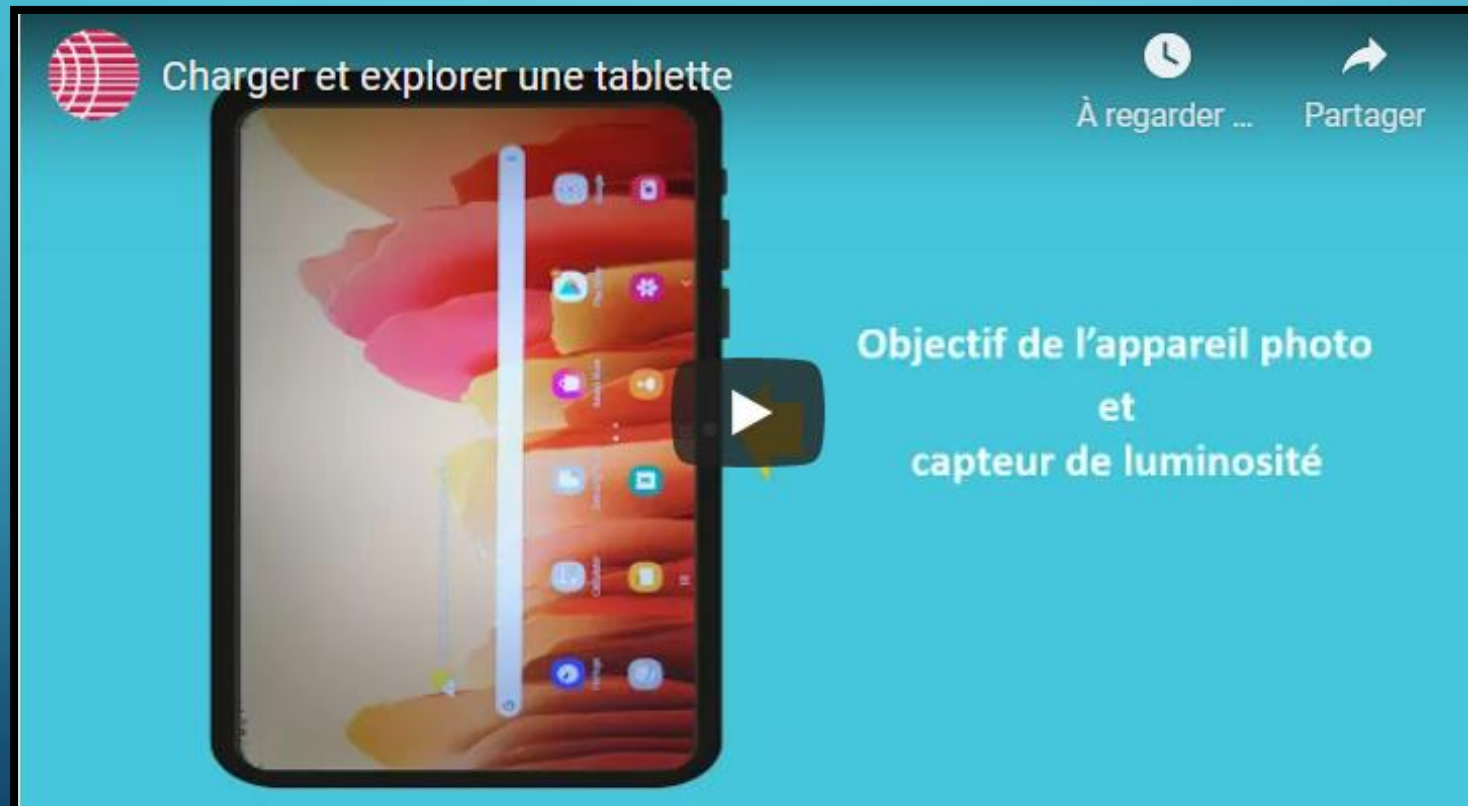 Charger et explorer une tablette
À regarder ...
Partager
Objectif de l'appareil photo
et
capteur de luminosité